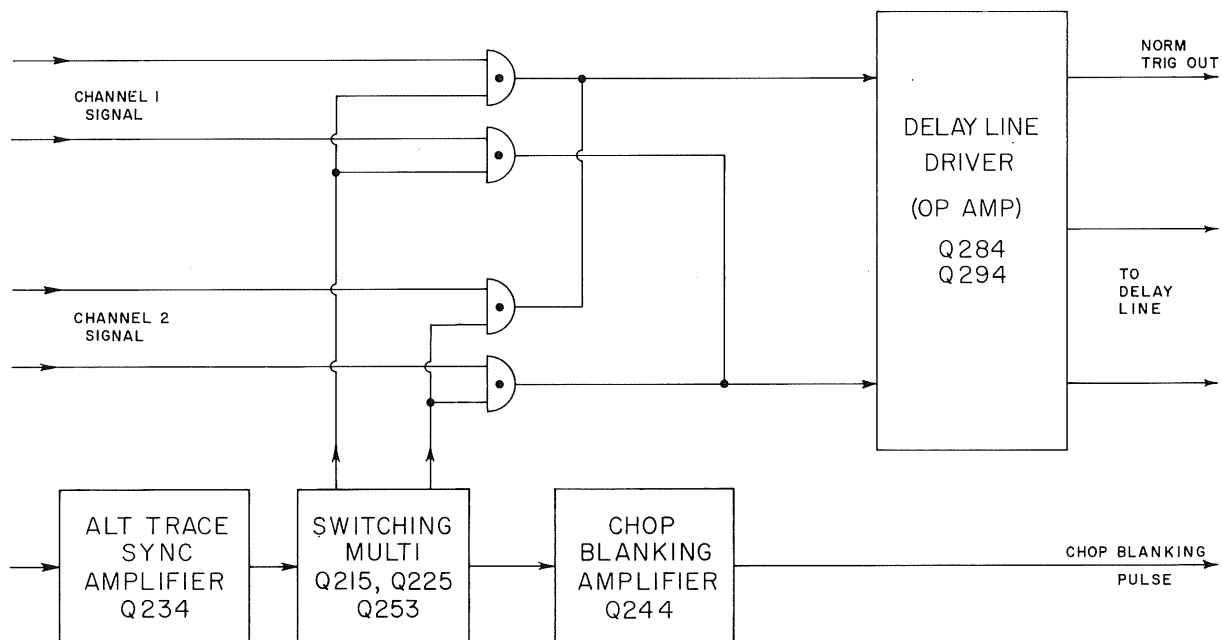 NORM
TRIG OUT
CHANNEL 1
SIGNAL
DELAY LINE
DRIVER
(OP AMP)
Q284
Q294
TO
DELAY
LINE
CHANNEL 2
SIGNAL
ALT TRACE
SYNC
AMPLIFIER
Q234
SWITCHING
MULTI
Q215, Q225
Q253
CHOP
BLANKING
AMPLIFIER
Q244
CHOP BLANKING
PULSE